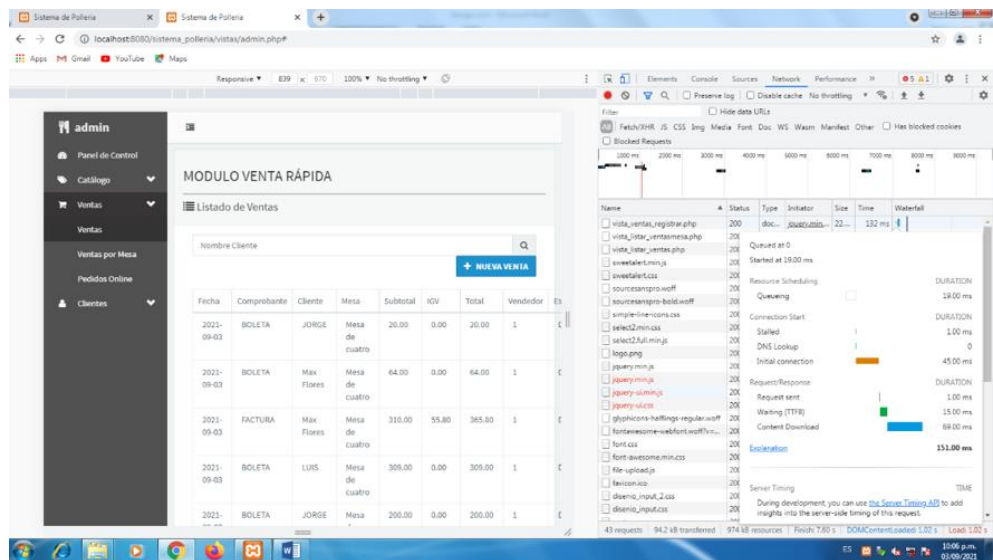 Sistema de Polleria
Sistema de Polleria
localhost:8080/sistema_polleria/vistas/admin.php#
Apps Gmail YouTube Maps
Responsive ▼ 839 x 670 100% ▼ No throttling ▼
Elements Console Sources Network Performance » 5 1
Preserve log Disable cache No throttling
Filter Hide data URLs
All Fetch/XHR JS CSS Img Media Font Doc WS Wasm Manifest Other Has blocked cookies
Blocked Requests
1000 ms 2000 ms 3000 ms 4000 ms 5000 ms 6000 ms 7000 ms 8000 ms 9000 ms
admin
Panel de Control
Catálogo
Ventas
Ventas
Ventas por Mesa
Pedidos Online
Clientes
MODULO VENTA RÁPIDA
Listado de Ventas
Nombre Cliente
+ NUEVA VENTA
Fecha Comprobante Cliente Mesa Subtotal IGV Total Vendedor Es
2021-09-03 BOLETA JORGE Mesa de cuatro 20.00 0.00 20.00 1
2021-09-03 BOLETA Max Flores Mesa de cuatro 64.00 0.00 64.00 1
2021-09-03 FACTURA Max Flores Mesa de cuatro 310.00 55.80 365.80 1
2021-09-03 BOLETA LUIS Mesa de cuatro 309.00 0.00 309.00 1
2021- BOLETA JORGE Mesa 200.00 0.00 200.00 1
Name Status Type Initiator Size Time Waterfall
vista_ventas_registrar.php 200 doc... jquery.min... 22... 132 ms
vista_listar_ventasmesa.php
vista_listar_ventas.php
sweetalert.min.js
sweetalert.css
sourcesanspro.woff
sourcesanspro-bold.woff
simple-line-icons.css
select2.min.css
select2.full.min.js
logo.png
jquery.min.js
jquery.min.js
jquery-ui.min.js
jquery-ui.css
glyphicons-halflings-regular.woff
fontawesome-webfont.woff?v=...
font.css
font-awesome.min.css
file-upload.js
favicon.ico
disenio_input_2.css
disenio_input.css
Queued at 0
Started at 19.00 ms
Resource Scheduling DURATION
Queueing 19.00 ms
Connection Start DURATION
Stalled 1.00 ms
DNS Lookup 0
Initial connection 45.00 ms
Request/Response DURATION
Request sent 1.00 ms
Waiting (TTFB) 15.00 ms
Content Download 69.00 ms
Explanation 151.00 ms
Server Timing TIME
During development, you can use the Server Timing API to add
insights into the server-side timing of this request.
43 requests 94.2 kB transferred 974 kB resources Finish: 7.60 s DOMContentLoaded: 1.02 s Load: 1.02 s
ES 10:06 p.m.
03/09/2021